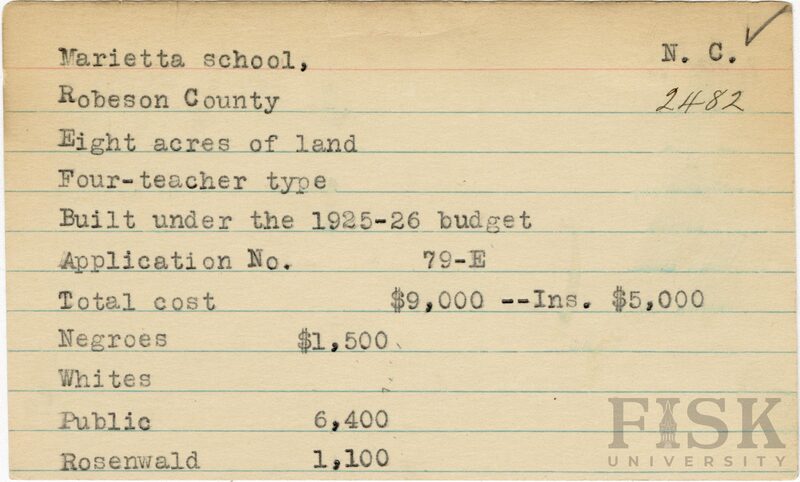 Marietta school, N. C.
Robeson County 2482
Eight acres of land
Four-teacher type
Built under the 1925-26 budget
Application No. 79-E
Total cost $9,000 --Ins. $5,000
Negroes $1,500
Whites
Public 6,400
Rosenwald 1,100
FISK
UNIVERSITY